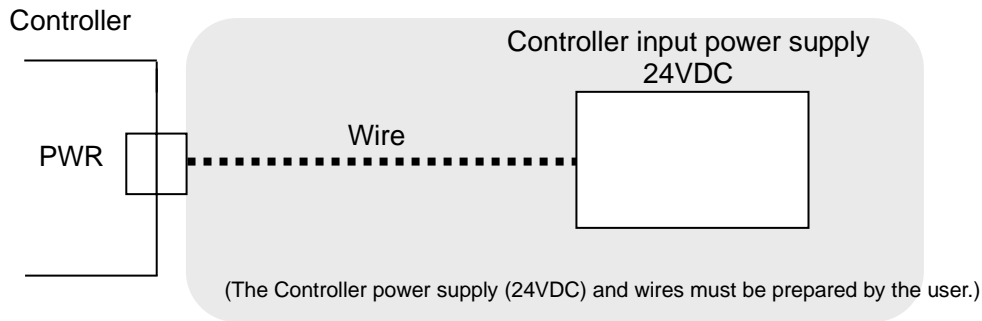 Controller
Controller input power supply
24VDC
Wire
PWR
(The Controller power supply (24VDC) and wires must be prepared by the user.)